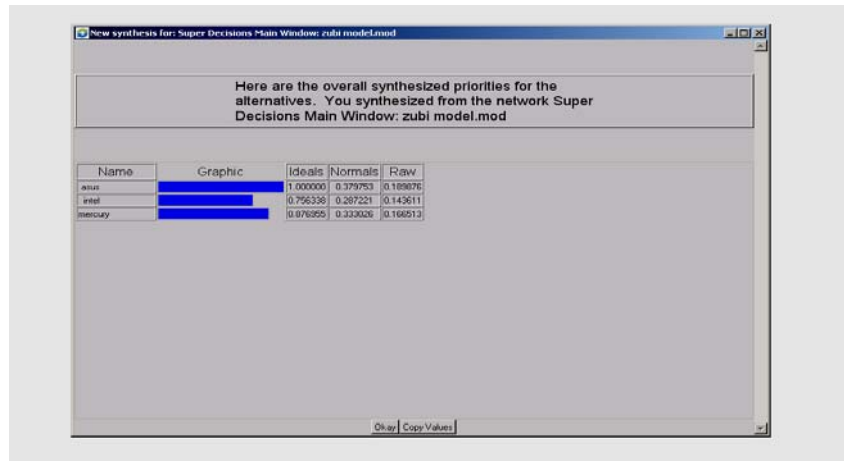 New synthesis for: Super Decisions Main Window: zubi model.mod
Here are the overall synthesized priorities for the
alternatives. You synthesized from the network Super
Decisions Main Window: zubi model.mod
Name Graphic Ideals Normals Raw
asus 1.000000 0.379753 0.189876
intel 0.756338 0.287221 0.143611
mercury 0.876955 0.333026 0.166513
Okay Copy Values